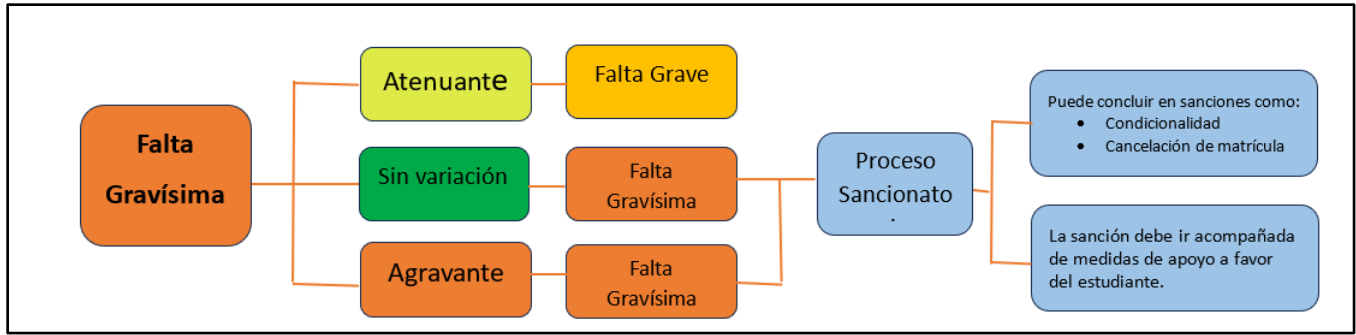 Falta
Gravísima
Atenuante
Falta Grave
Sin variación
Falta
Gravísima
Agravante
Falta
Gravísima
Proceso
Sancionato
.
Puede concluir en sanciones como:
• Condicionalidad
• Cancelación de matrícula
La sanción debe ir acompañada
de medidas de apoyo a favor
del estudiante.